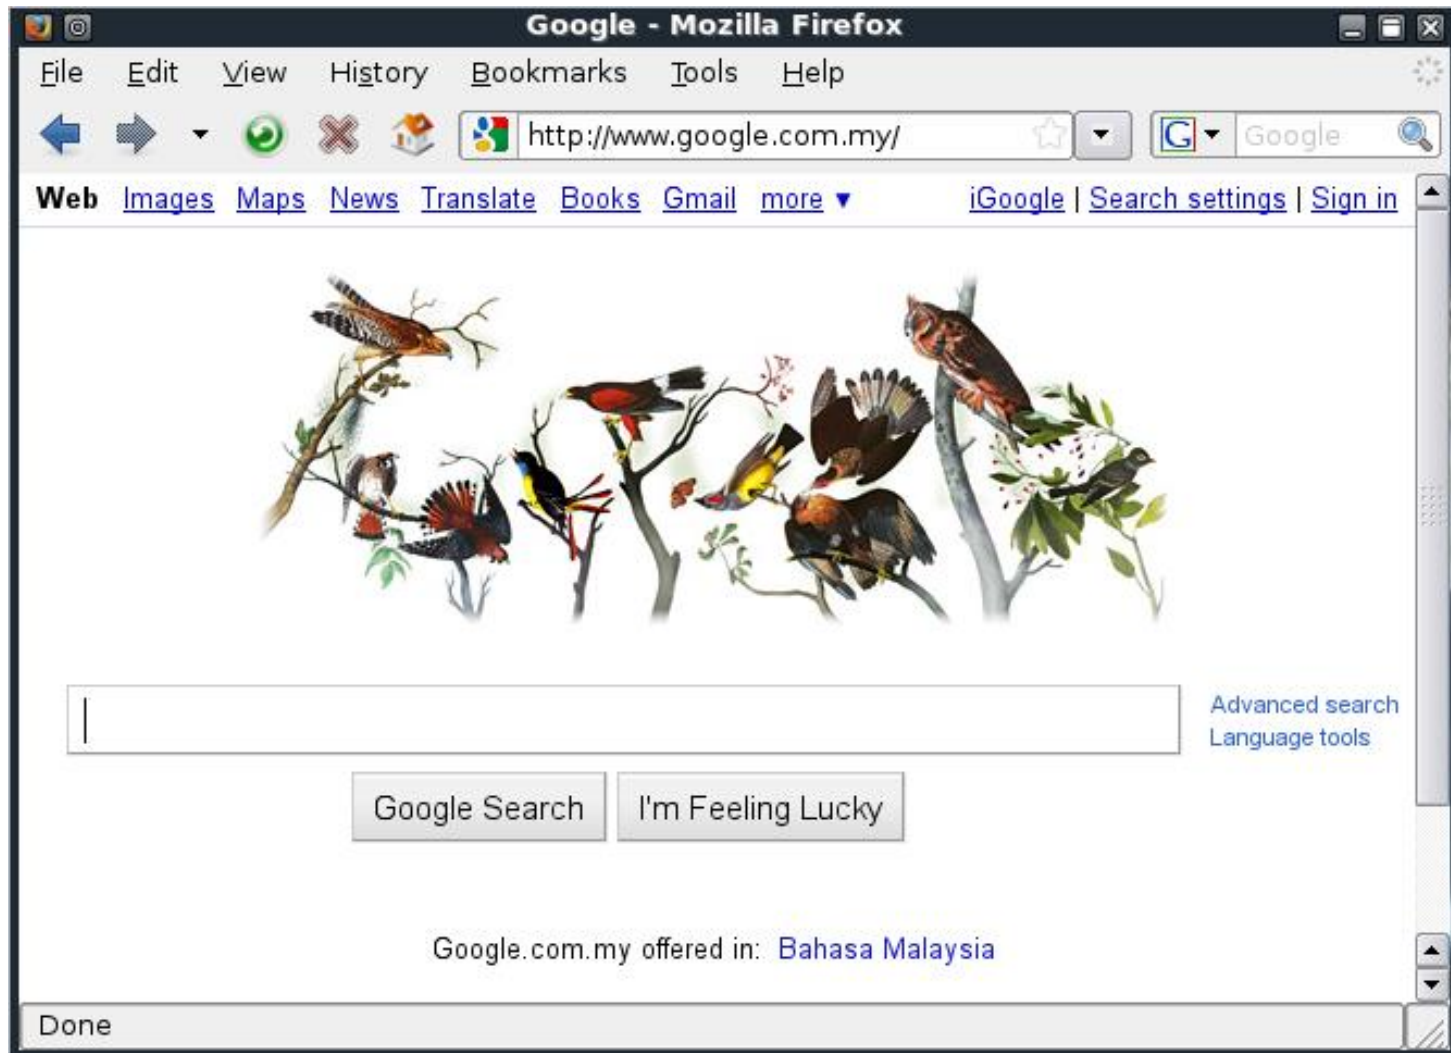 Google - Mozilla Firefox
File Edit View History Bookmarks Tools Help
http://www.google.com.my/ G Google
Web Images Maps News Translate Books Gmail more ▼ iGoogle | Search settings | Sign in
Advanced search
Language tools
Google Search I'm Feeling Lucky
Google.com.my offered in: Bahasa Malaysia
Done